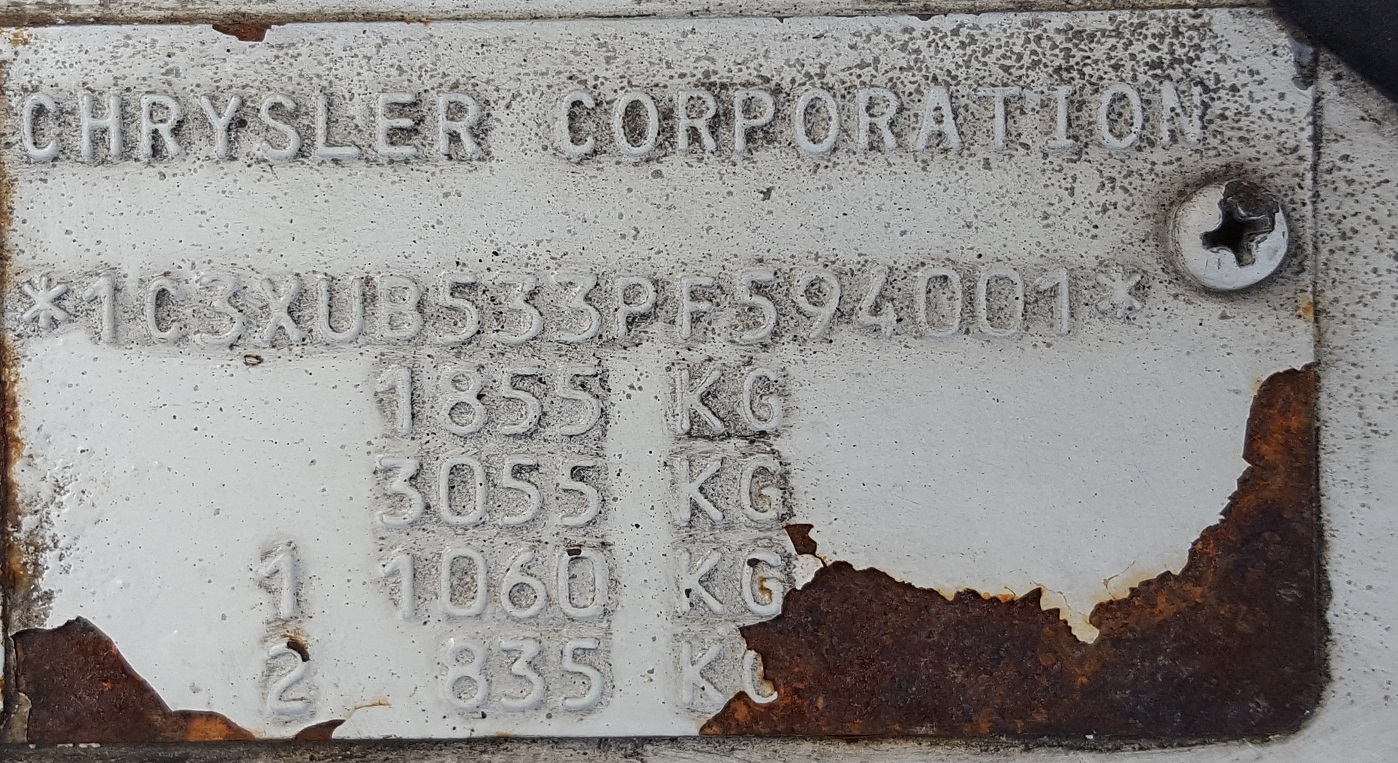 CHRYSLER CORPORATION
*1C3XUB533PF594001*
1855 KG
3055 KG
1 1060 KG
2 835 KG